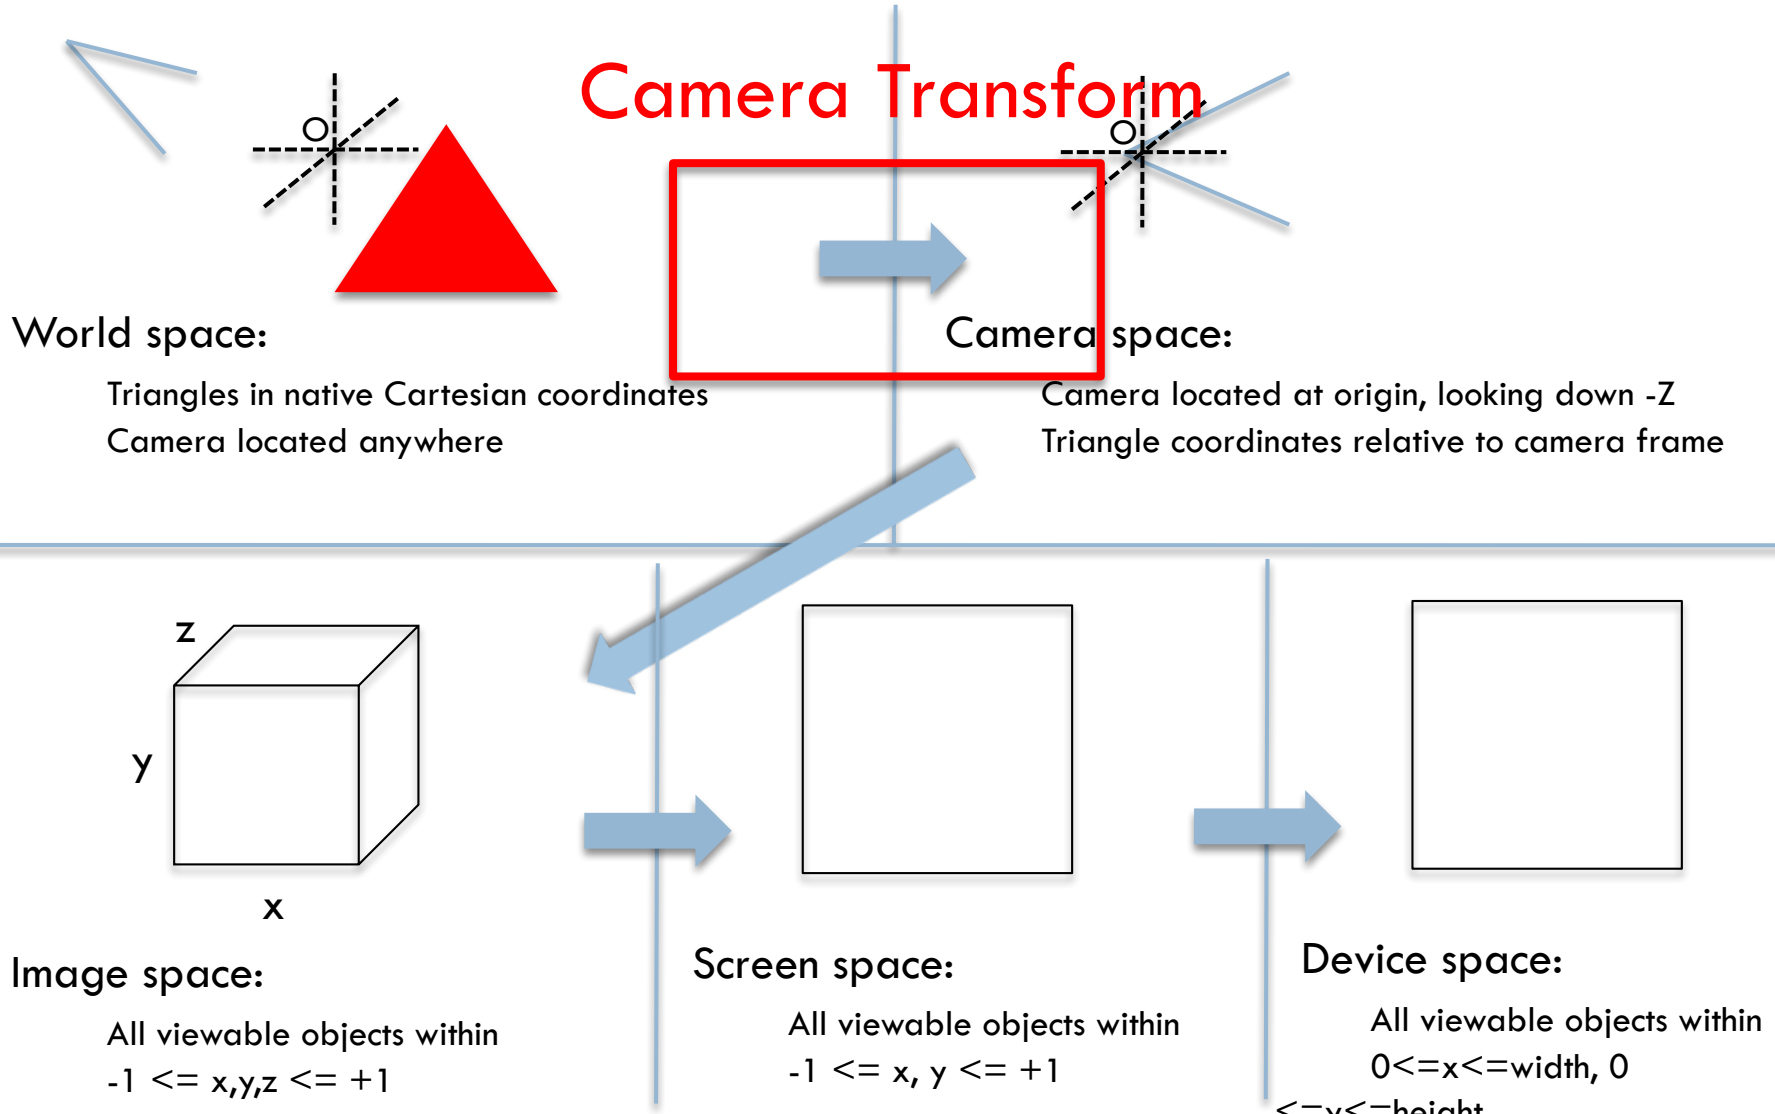 Camera Transform
O
O
World space:
Triangles in native Cartesian coordinates
Camera located anywhere
Camera space:
Camera located at origin, looking down -Z
Triangle coordinates relative to camera frame
z
y
x
Image space:
All viewable objects within
-1 <= x,y,z <= +1
Screen space:
All viewable objects within
-1 <= x, y <= +1
Device space:
All viewable objects within
0<=x<=width, 0
<=y<=height